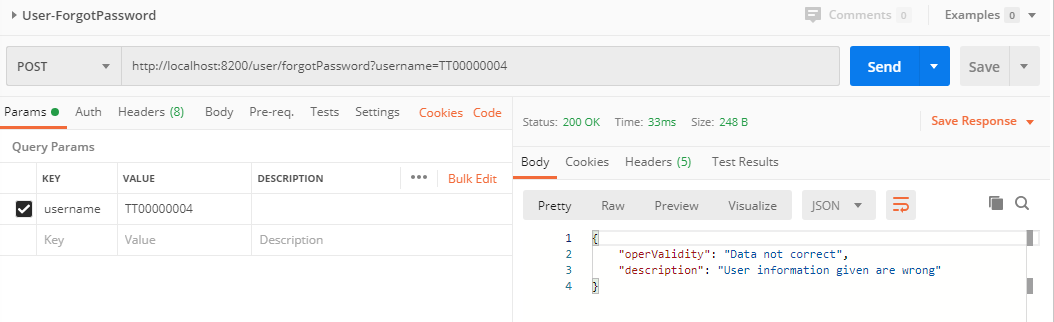 User-ForgotPassword
Comments 0
Examples 0
POST
http://localhost:8200/user/forgotPassword?username=TT00000004
Send
Save
Params Auth Headers (8) Body Pre-req. Tests Settings Cookies Code
Query Params
KEY VALUE DESCRIPTION ••• Bulk Edit
username TT00000004
Key Value Description
Status: 200 OK Time: 33ms Size: 248 B Save Response
Body Cookies Headers (5) Test Results
Pretty Raw Preview Visualize JSON
1 {
2 "operValidity": "Data not correct",
3 "description": "User information given are wrong"
4 }